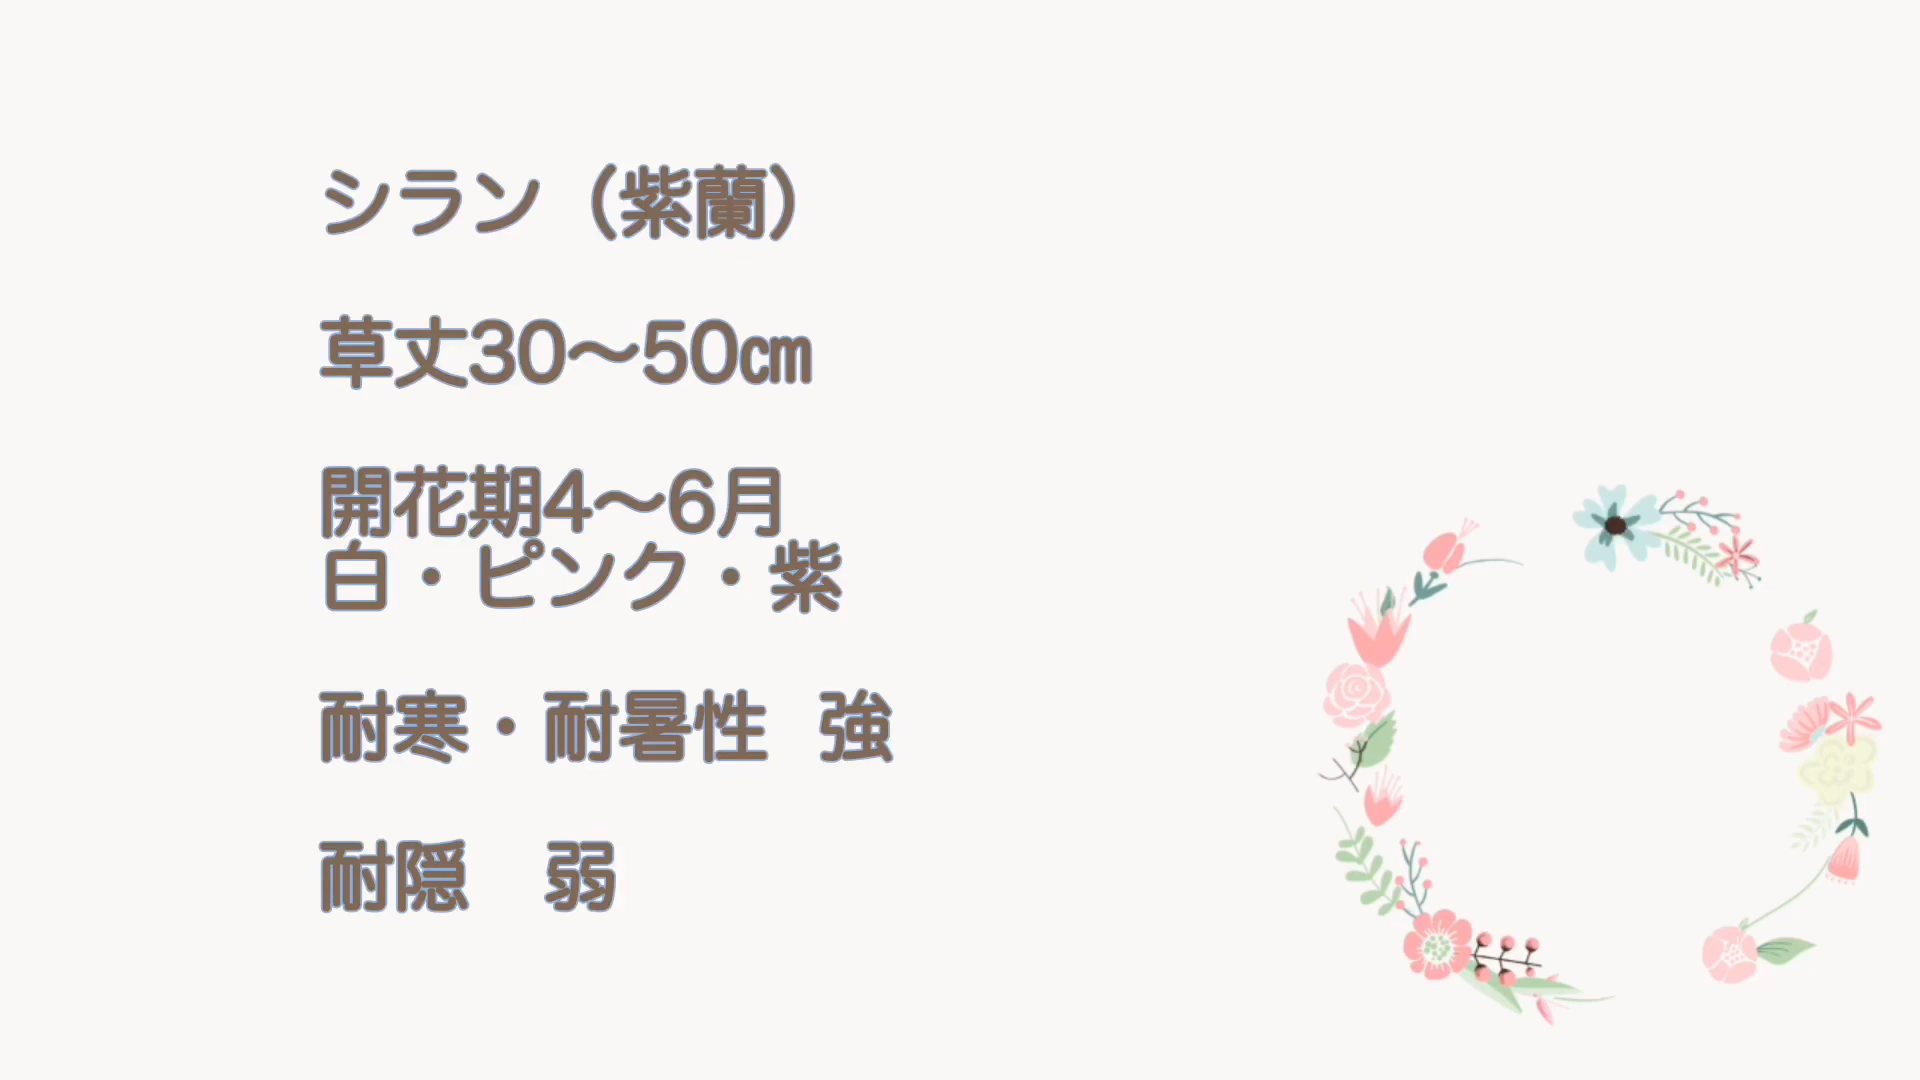 シラン（紫蘭）
草丈30～50㎝
開花期4～6月
白・ピンク・紫
耐寒・耐暑性　強
耐隠　弱